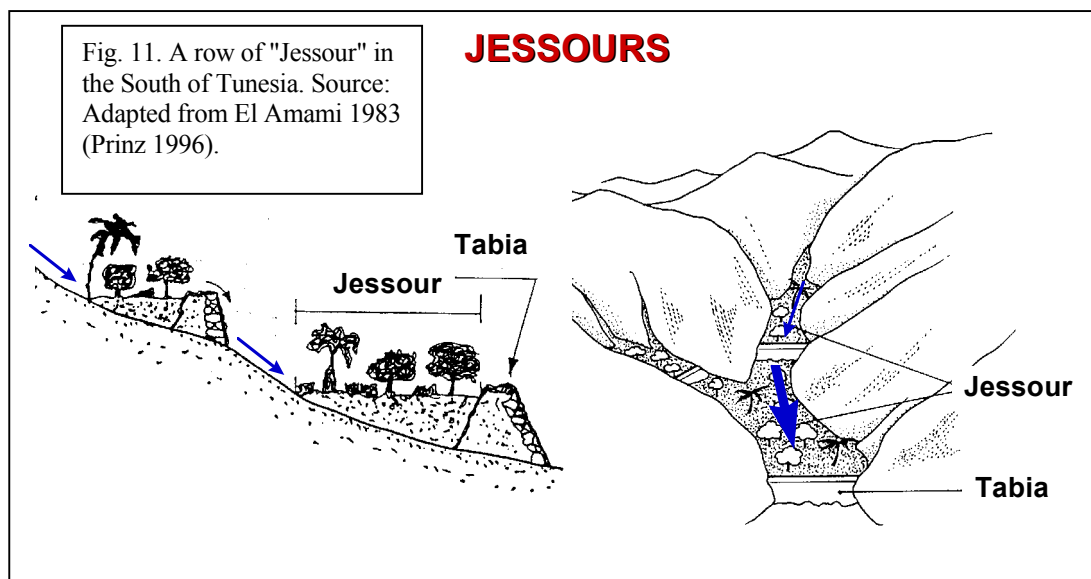 Fig. 11. A row of "Jessour" in
the South of Tunesia. Source:
Adapted from El Amami 1983
(Prinz 1996).
JESSOURS
Tabia
Jessour
Jessour
Tabia